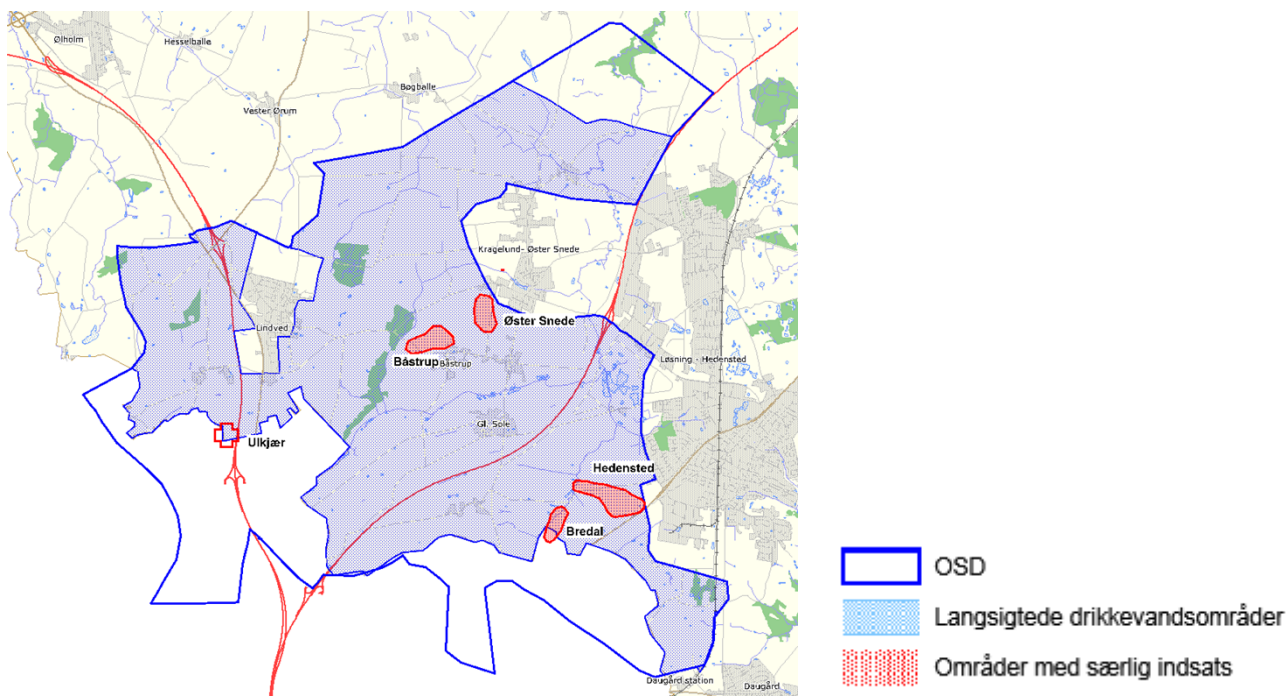 Ølholm
Hesselballe
Bøgballe
Vester Ørum
Kragelund- Øster Snede
Lindved
Øster Snede
Båstrup
Båstrup
Løsning - Hedensted
Gl. Sole
Ulkjær
Hedensted
Bredal
Daugård station
Daugård
OSD
Langsigtede drikkevandsområder
Områder med særlig indsats